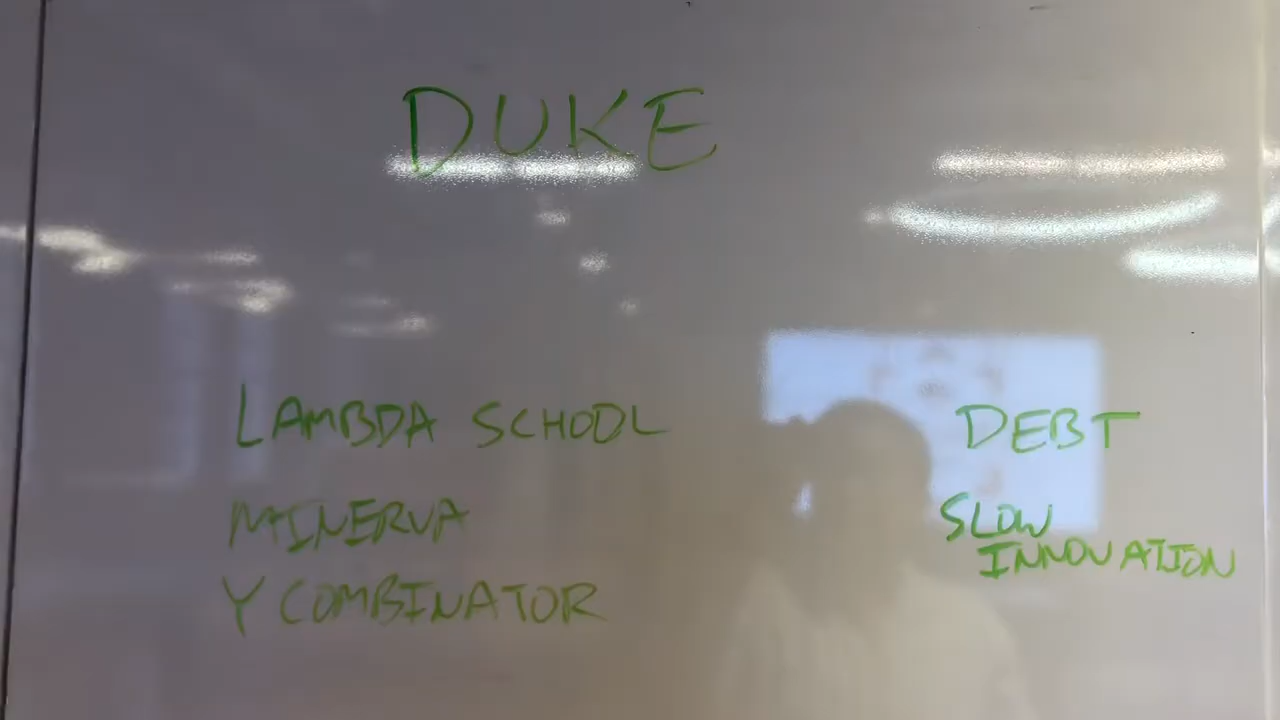 DUKE
LAMBDA SCHOOL
MINERVA
Y COMBINATOR
DEBT
SLOW
INNOVATION